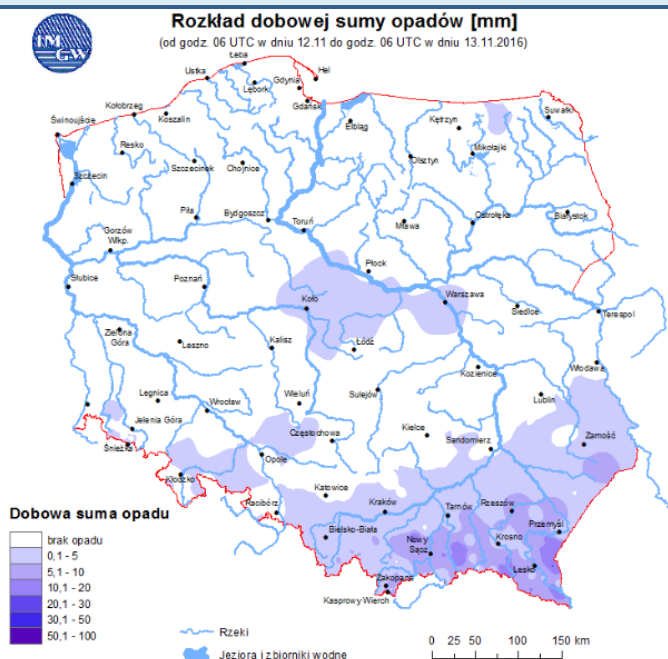 IM
GW
Rozkład dobowej sumy opadów [mm]
(od godz. 06 UTC w dniu 12.11 do godz. 06 UTC w dniu 13.11.2016)
Łeba
Hel
Ustka
Gdynia
Lębork
Gdańsk
Kołobrzeg
Koszalin
Świnoujście
Elbląg
Kętrzyn
Suwałki
Resko
Mikołajki
Szczecinek
Chojnice
Olsztyn
Szczecin
Piła
Bydgoszcz
Toruń
Mława
Ostrołęka
Białystok
Gorzów
Wlkp.
Płock
Słubice
Poznań
Koło
Warszawa
Siedlce
Terespol
Zielona
Góra
Leszno
Kalisz
Łódź
Kozienice
Włodawa
Legnica
Wrocław
Wieluń
Sulejów
Lublin
Jelenia Góra
Częstochowa
Kielce
Sandomierz
Zamość
Śnieżka
Opole
Kłodzko
Katowice
Racibórz
Kraków
Tarnów
Rzeszów
Bielsko-Biała
Przemyśl
Nowy
Sącz
Krosno
Lesko
Zakopane
Kasprowy Wierch
Dobowa suma opadu
brak opadu
0,1 - 5
5,1 - 10
10,1 - 20
20,1 - 30
30,1 - 50
50,1 - 100
Rzeki
Jeziora i zbiorniki wodne
0 25 50 100 150 km